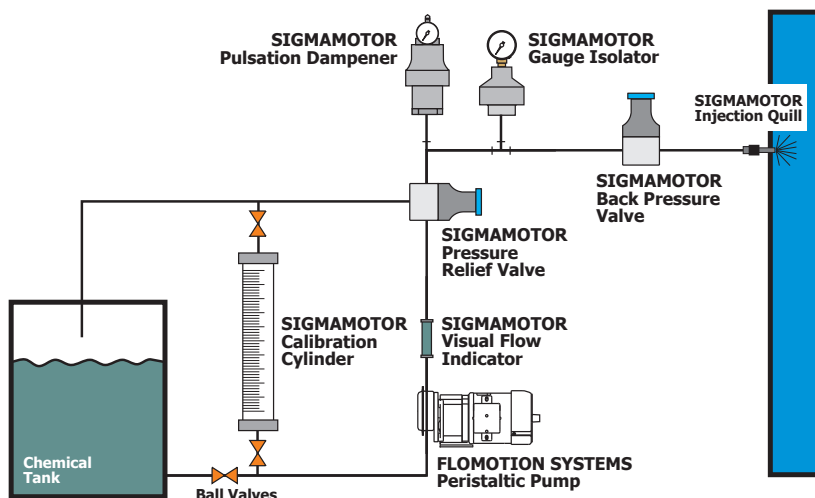 SIGMAMOTOR
Pulsation Dampener
SIGMAMOTOR
Gauge Isolator
SIGMAMOTOR
Injection Quill
SIGMAMOTOR
Back Pressure
Valve
SIGMAMOTOR
Pressure
Relief Valve
SIGMAMOTOR
Calibration
Cylinder
SIGMAMOTOR
Visual Flow
Indicator
Chemical
Tank
Ball Valves
FLOMOTION SYSTEMS
Peristaltic Pump